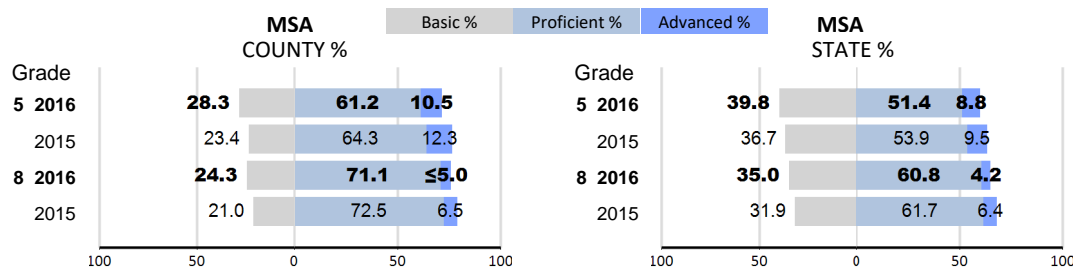 MSA
COUNTY %
Basic % Proficient % Advanced %
MSA
STATE %
Grade
5 2016 28.3 61.2 10.5
2015 23.4 64.3 12.3
8 2016 24.3 71.1 ≤5.0
2015 21.0 72.5 6.5
100 50 0 50 100
Grade
5 2016 39.8 51.4 8.8
2015 36.7 53.9 9.5
8 2016 35.0 60.8 4.2
2015 31.9 61.7 6.4
100 50 0 50 100